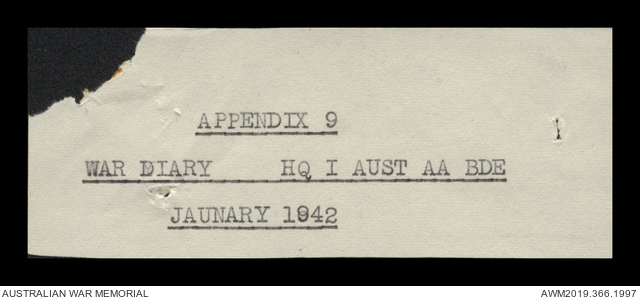 APPENDIX 9
WAR DIARY HQ I AUST AA BDE
JAUNARY 1942
AUSTRALIAN WAR MEMORIAL AWM2019.366.1997